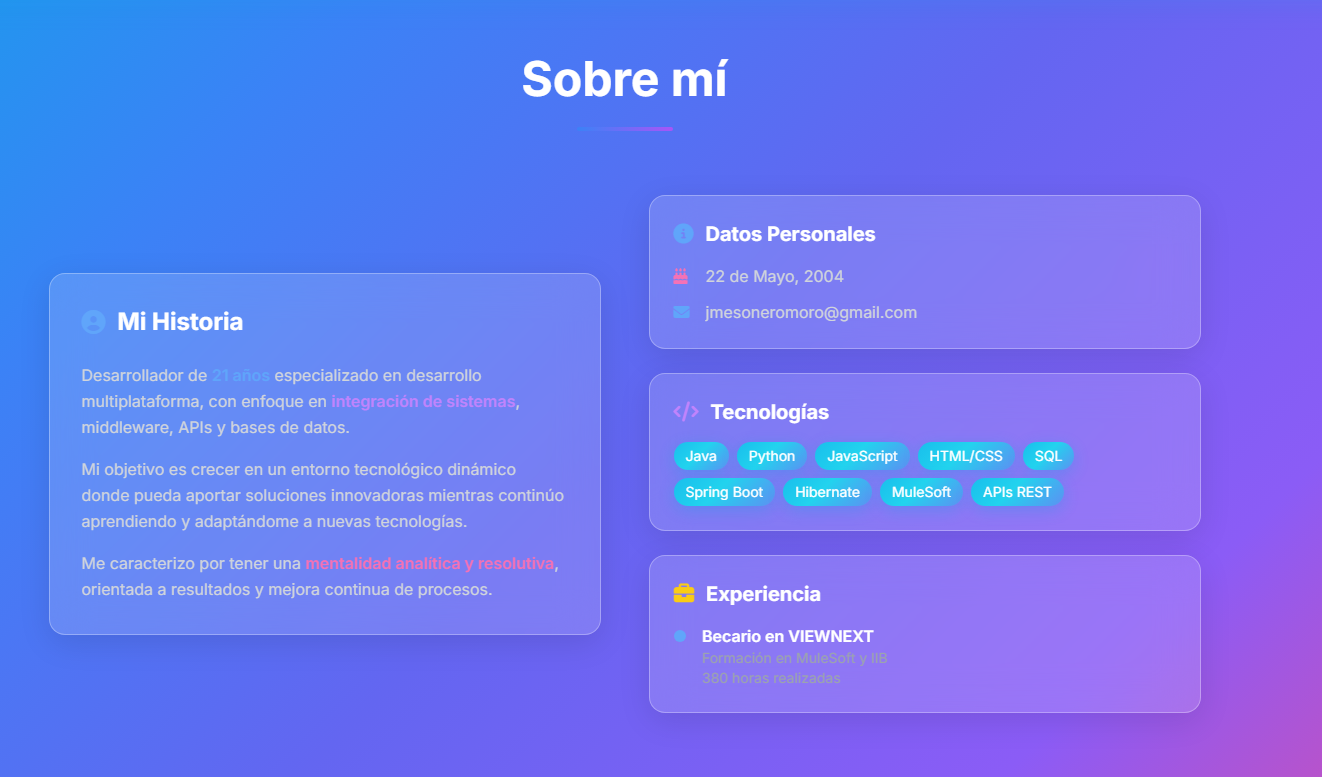 Sobre mí
Mi Historia
Desarrollador de 21 años especializado en desarrollo
multiplataforma, con enfoque en integración de sistemas,
middleware, APIs y bases de datos.
Mi objetivo es crecer en un entorno tecnológico dinámico
donde pueda aportar soluciones innovadoras mientras continúo
aprendiendo y adaptándome a nuevas tecnologías.
Me caracterizo por tener una mentalidad analítica y resolutiva,
orientada a resultados y mejora continua de procesos.
Datos Personales
22 de Mayo, 2004
jmesoneromoro@gmail.com
Tecnologías
Java Python JavaScript HTML/CSS SQL
Spring Boot Hibernate MuleSoft APIs REST
Experiencia
Becario en VIEWNEXT
Formación en MuleSoft y IIB
380 horas realizadas